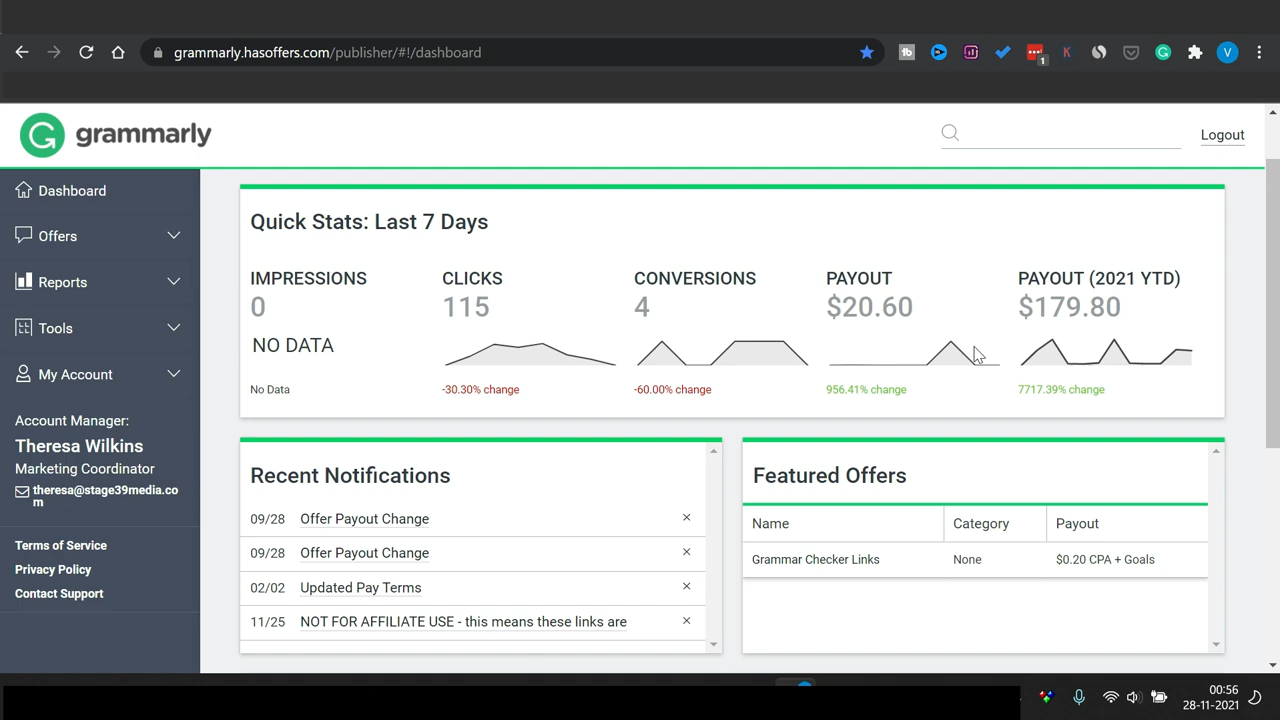 grammarly.hasoffers.com/publisher/#!/dashboard
tb
1
K
G
V
G grammarly
Logout
Dashboard
Offers
Reports
Tools
My Account
Account Manager:
Theresa Wilkins
Marketing Coordinator
theresa@stage39media.co
m
Terms of Service
Privacy Policy
Contact Support
Quick Stats: Last 7 Days
IMPRESSIONS
0
NO DATA
No Data
CLICKS
115
-30.30% change
CONVERSIONS
4
-60.00% change
PAYOUT
$20.60
956.41% change
PAYOUT (2021 YTD)
$179.80
7717.39% change
Recent Notifications
09/28 Offer Payout Change
09/28 Offer Payout Change
02/02 Updated Pay Terms
11/25 NOT FOR AFFILIATE USE - this means these links are
Featured Offers
Name Category Payout
Grammar Checker Links None $0.20 CPA + Goals
00:56
28-11-2021